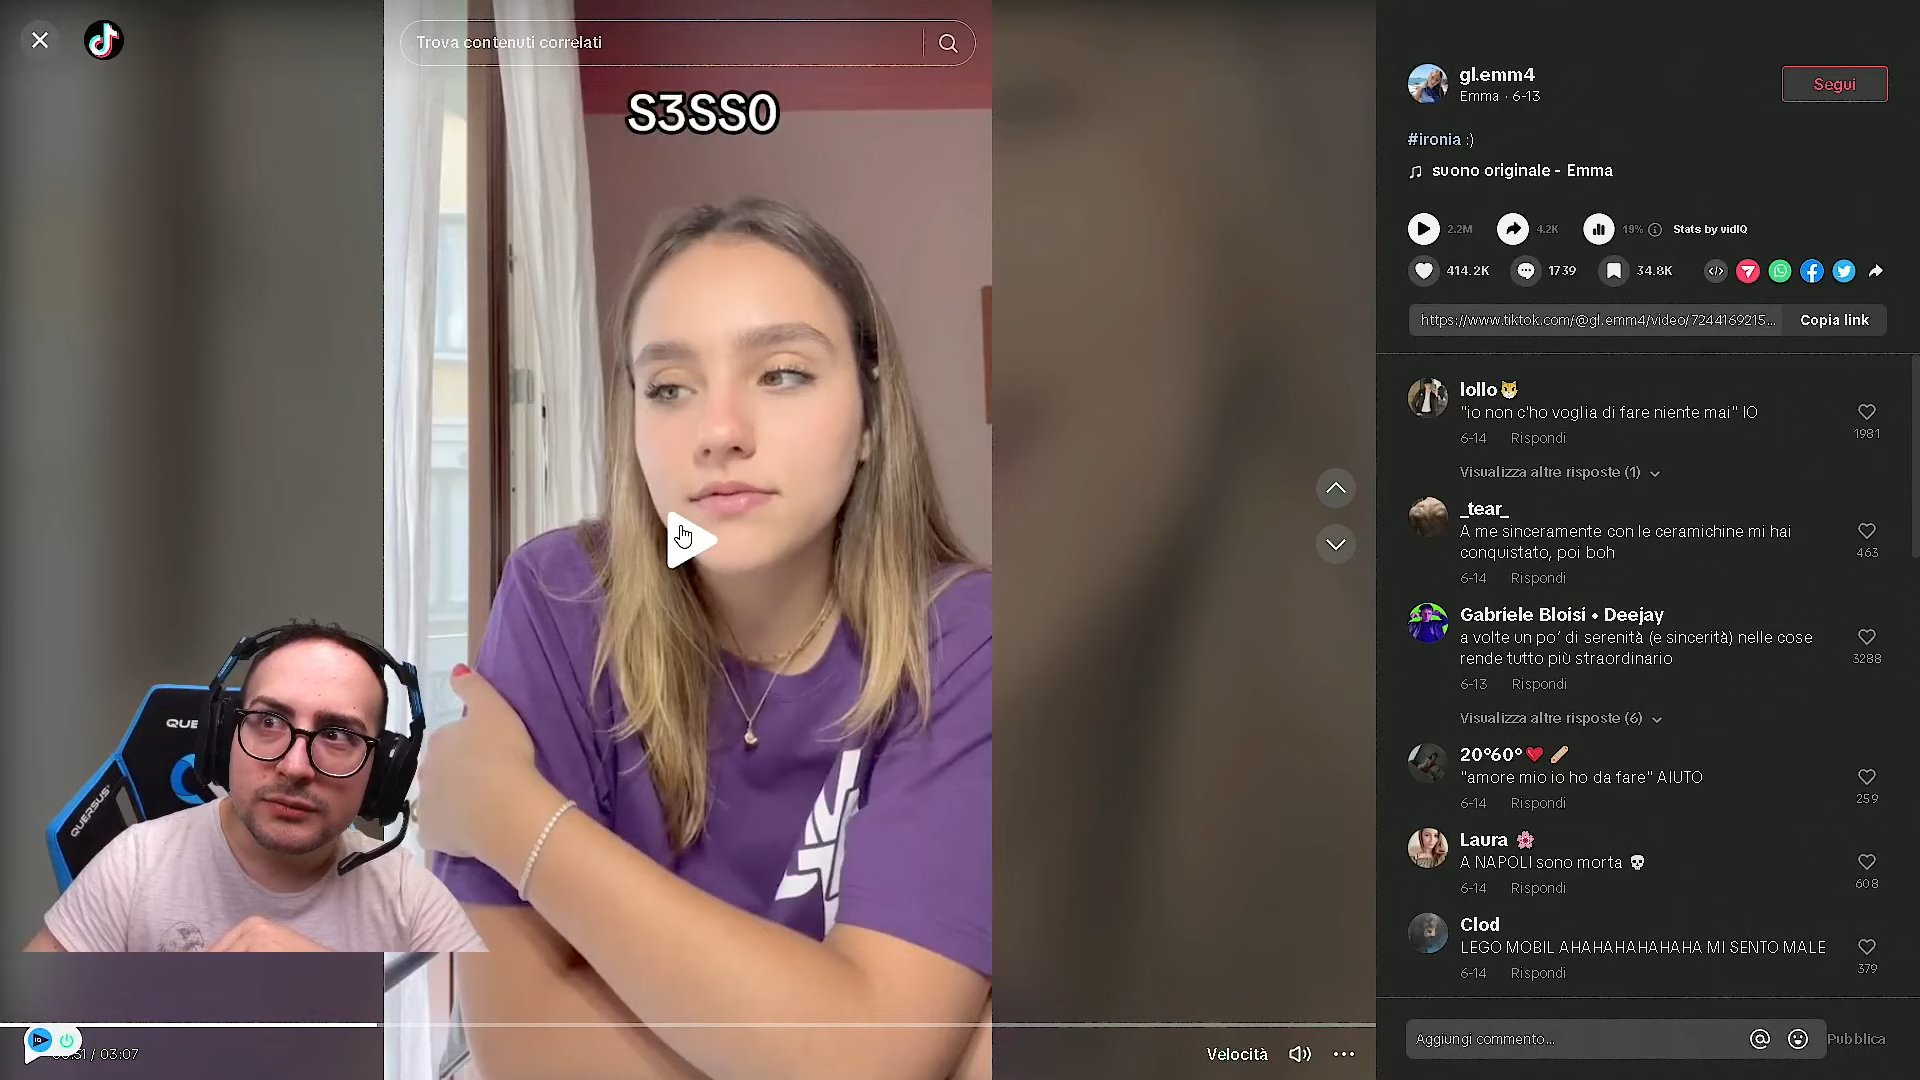 Trova contenuti correlati
S3SS0
gl.emm4
Emma · 6-13
Segui
#ironia :)
suono originale - Emma
2.2M
4.2K
19%
Stats by vidIQ
414.2K
1739
34.8K
https://www.tiktok.com/@gl.emm4/video/7244169215...
Copia link
lollo🐱
"io non c'ho voglia di fare niente mai" IO
1981
6-14 Rispondi
Visualizza altre risposte (1)
_tear_
A me sinceramente con le ceramichine mi hai
conquistato, poi boh
463
6-14 Rispondi
Gabriele Bloisi • Deejay
a volte un po' di serenità (e sincerità) nelle cose
rende tutto più straordinario
3288
6-13 Rispondi
Visualizza altre risposte (6)
20°60°❤️🩹
"amore mio io ho da fare" AIUTO
259
6-14 Rispondi
Laura 🌸
A NAPOLI sono morta 💀
608
6-14 Rispondi
Clod
LEGO MOBIL AHAHAHAHAHAHA MI SENTO MALE
379
6-14 Rispondi
QUE
QUERSUS
IQ
/ 03:07
Velocità
Aggiungi commento...
Pubblica